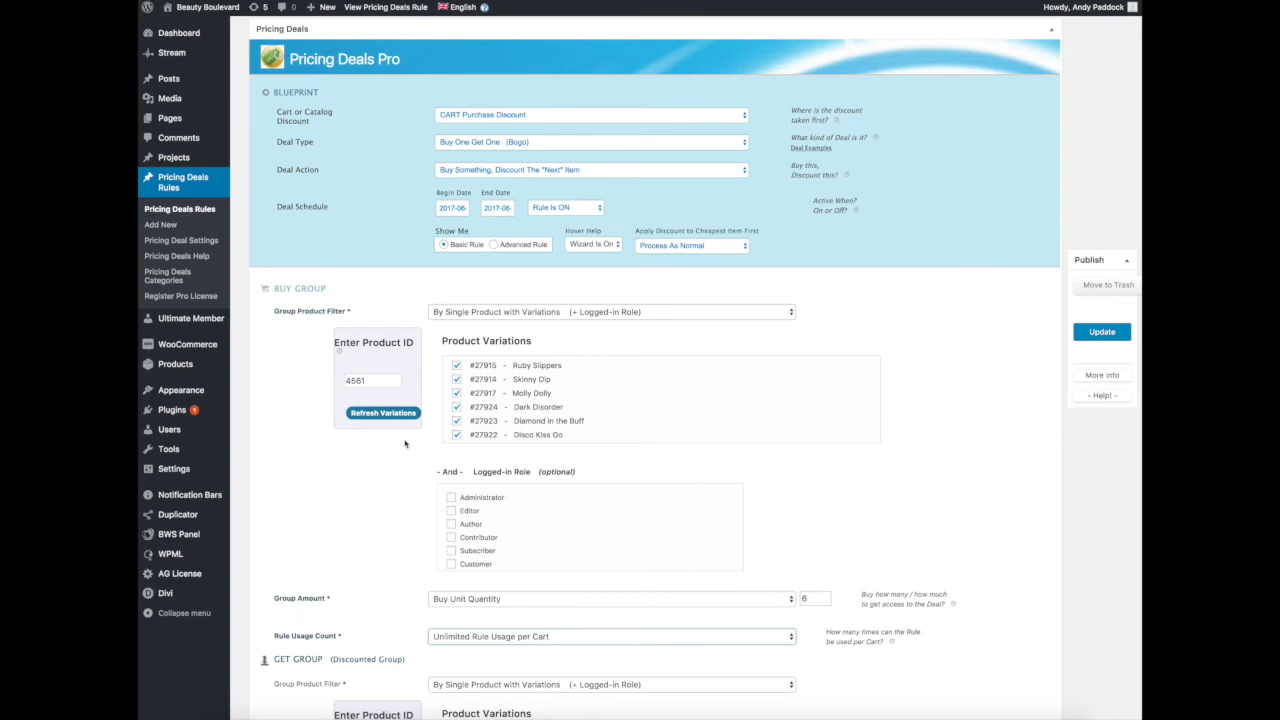 Beauty Boulevard 5 0 + New View Pricing Deals Rule English Howdy, Andy Paddock
Dashboard
Stream
Posts
Media
Pages
Comments
Projects
Pricing Deals
Rules
Pricing Deals Rules
Add New
Pricing Deal Settings
Pricing Deals Help
Pricing Deals
Categories
Register Pro License
Ultimate Member
WooCommerce
Products
Appearance
Plugins 1
Users
Tools
Settings
Notification Bars
Duplicator
BWS Panel
WPML
AG License
Divi
Collapse menu
Pricing Deals
Pricing Deals Pro
BLUEPRINT
Cart or Catalog
Discount
CART Purchase Discount
Where is the discount
taken first?
Deal Type
Buy One Get One (Bogo)
What kind of Deal is it?
Deal Examples
Deal Action
Buy Something, Discount The "Next" Item
Buy this,
Discount this?
Begin Date End Date
Deal Schedule
2017-06- 2017-06- Rule Is ON
Active When?
On or Off?
Show Me Hover Help Apply Discount to Cheapest Item First
Basic Rule Advanced Rule Wizard Is On Process As Normal
BUY GROUP
Group Product Filter *
By Single Product with Variations (+ Logged-in Role)
Enter Product ID
4561
Refresh Variations
Product Variations
#27915 - Ruby Slippers
#27914 - Skinny Dip
#27917 - Molly Dolly
#27924 - Dark Disorder
#27923 - Diamond in the Buff
#27922 - Disco Kiss Go
- And - Logged-in Role (optional)
Administrator
Editor
Author
Contributor
Subscriber
Customer
Group Amount *
Buy Unit Quantity 6
Buy how many / how much
to get access to the Deal?
Rule Usage Count *
Unlimited Rule Usage per Cart
How many times can the Rule
be used per Cart?
GET GROUP (Discounted Group)
Group Product Filter *
By Single Product with Variations (+ Logged-in Role)
Enter Product ID
Product Variations
Publish
Move to Trash
Update
More Info
- Help! -